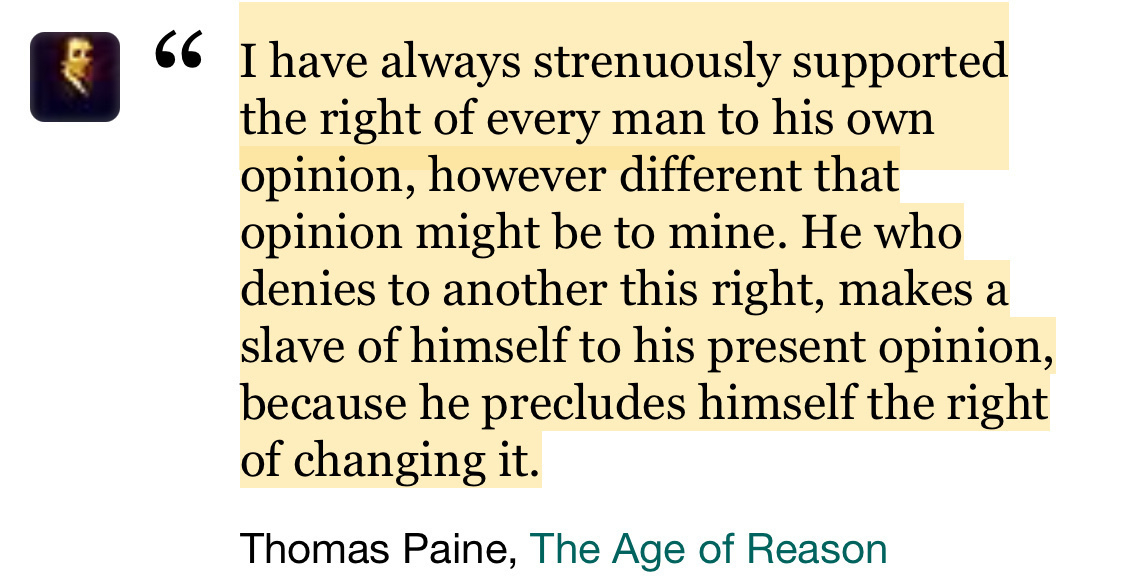 “
I have always strenuously supported
the right of every man to his own
opinion, however different that
opinion might be to mine. He who
denies to another this right, makes a
slave of himself to his present opinion,
because he precludes himself the right
of changing it.
Thomas Paine, The Age of Reason